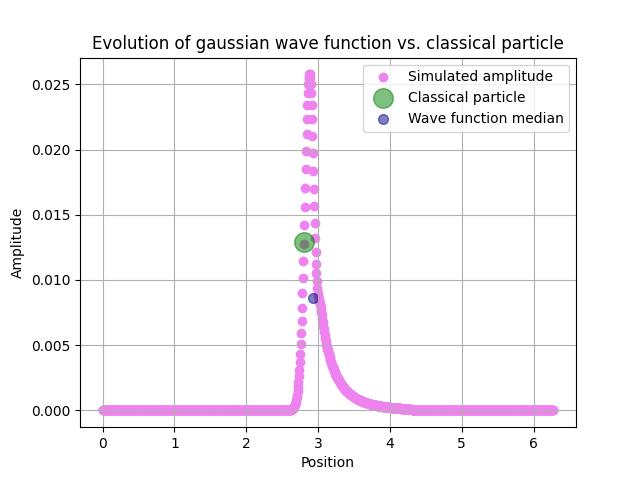 Evolution of gaussian wave function vs. classical particle
Simulated amplitude
Classical particle
Wave function median
Amplitude
0.025
0.020
0.015
0.010
0.005
0.000
0 1 2 3 4 5 6
Position